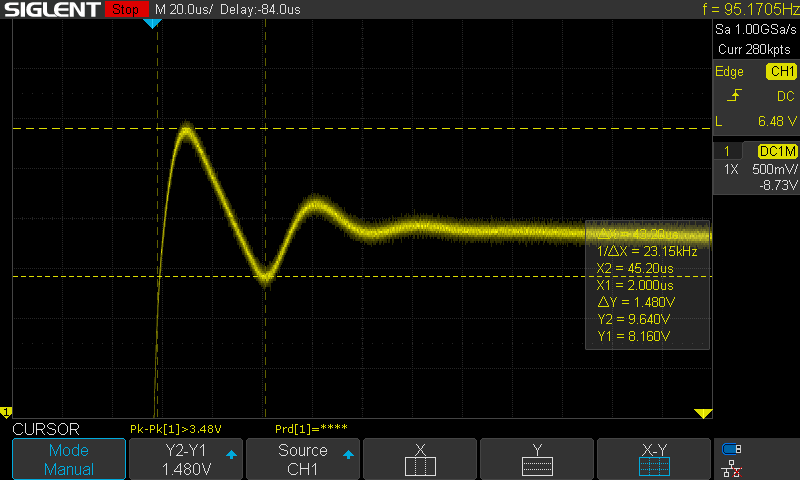 SIGLENT Stop M 20.0us/ Delay:-84.0us f = 95.1705Hz
Sa 1.00GSa/s
Curr 280kpts
Edge CH1
DC
L 6.48 V
1 DC1M
1X 500mV/
-8.73V
ΔX = 43.20us
1/ΔX = 23.15kHz
X2 = 45.20us
X1 = 2.000us
ΔY = 1.480V
Y2 = 9.640V
Y1 = 8.160V
1
CURSOR Pk-Pk[1]>3.48V Prd[1]=****
Mode
Manual
Y2-Y1
1.480V
Source
CH1
X
Y
X-Y